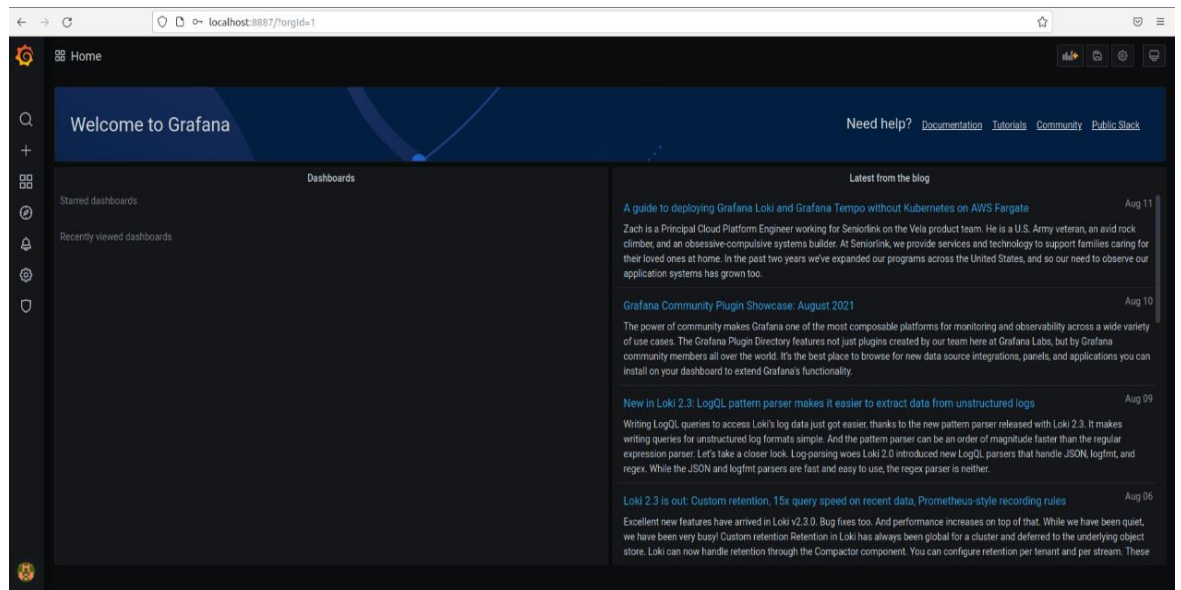 localhost:8887/?orgId=1
Home
Welcome to Grafana
Need help? Documentation Tutorials Community Public Slack
Dashboards
Starred dashboards
Recently viewed dashboards
Latest from the blog
A guide to deploying Grafana Loki and Grafana Tempo without Kubernetes on AWS Fargate
Aug 11
Zach is a Principal Cloud Platform Engineer working for Seniorlink on the Vela product team. He is a U.S. Army veteran, an avid rock
climber, and an obsessive-compulsive systems builder. At Seniorlink, we provide services and technology to support families caring for
their loved ones at home. In the past two years we've expanded our programs across the United States, and so our need to observe our
application systems has grown too.
Grafana Community Plugin Showcase: August 2021
Aug 10
The power of community makes Grafana one of the most composable platforms for monitoring and observability across a wide variety
of use cases. The Grafana Plugin Directory features not just plugins created by our team here at Grafana Labs, but by Grafana
community members all over the world. It's the best place to browse for new data source integrations, panels, and applications you can
install on your dashboard to extend Grafana's functionality.
New in Loki 2.3: LogQL pattern parser makes it easier to extract data from unstructured logs
Aug 09
Writing LogQL queries to access Loki's log data just got easier, thanks to the new pattern parser released with Loki 2.3. It makes
writing queries for unstructured log formats simple. And the pattern parser can be an order of magnitude faster than the regular
expression parser. Let's take a closer look. Log-parsing woes Loki 2.0 introduced new LogQL parsers that handle JSON, logfmt, and
regex. While the JSON and logfmt parsers are fast and easy to use, the regex parser is neither.
Loki 2.3 is out: Custom retention, 15x query speed on recent data, Prometheus-style recording rules
Aug 06
Excellent new features have arrived in Loki v2.3.0. Bug fixes too. And performance increases on top of that. While we have been quiet,
we have been very busy! Custom retention Retention in Loki has always been global for a cluster and deferred to the underlying object
store. Loki can now handle retention through the Compactor component. You can configure retention per tenant and per stream. These